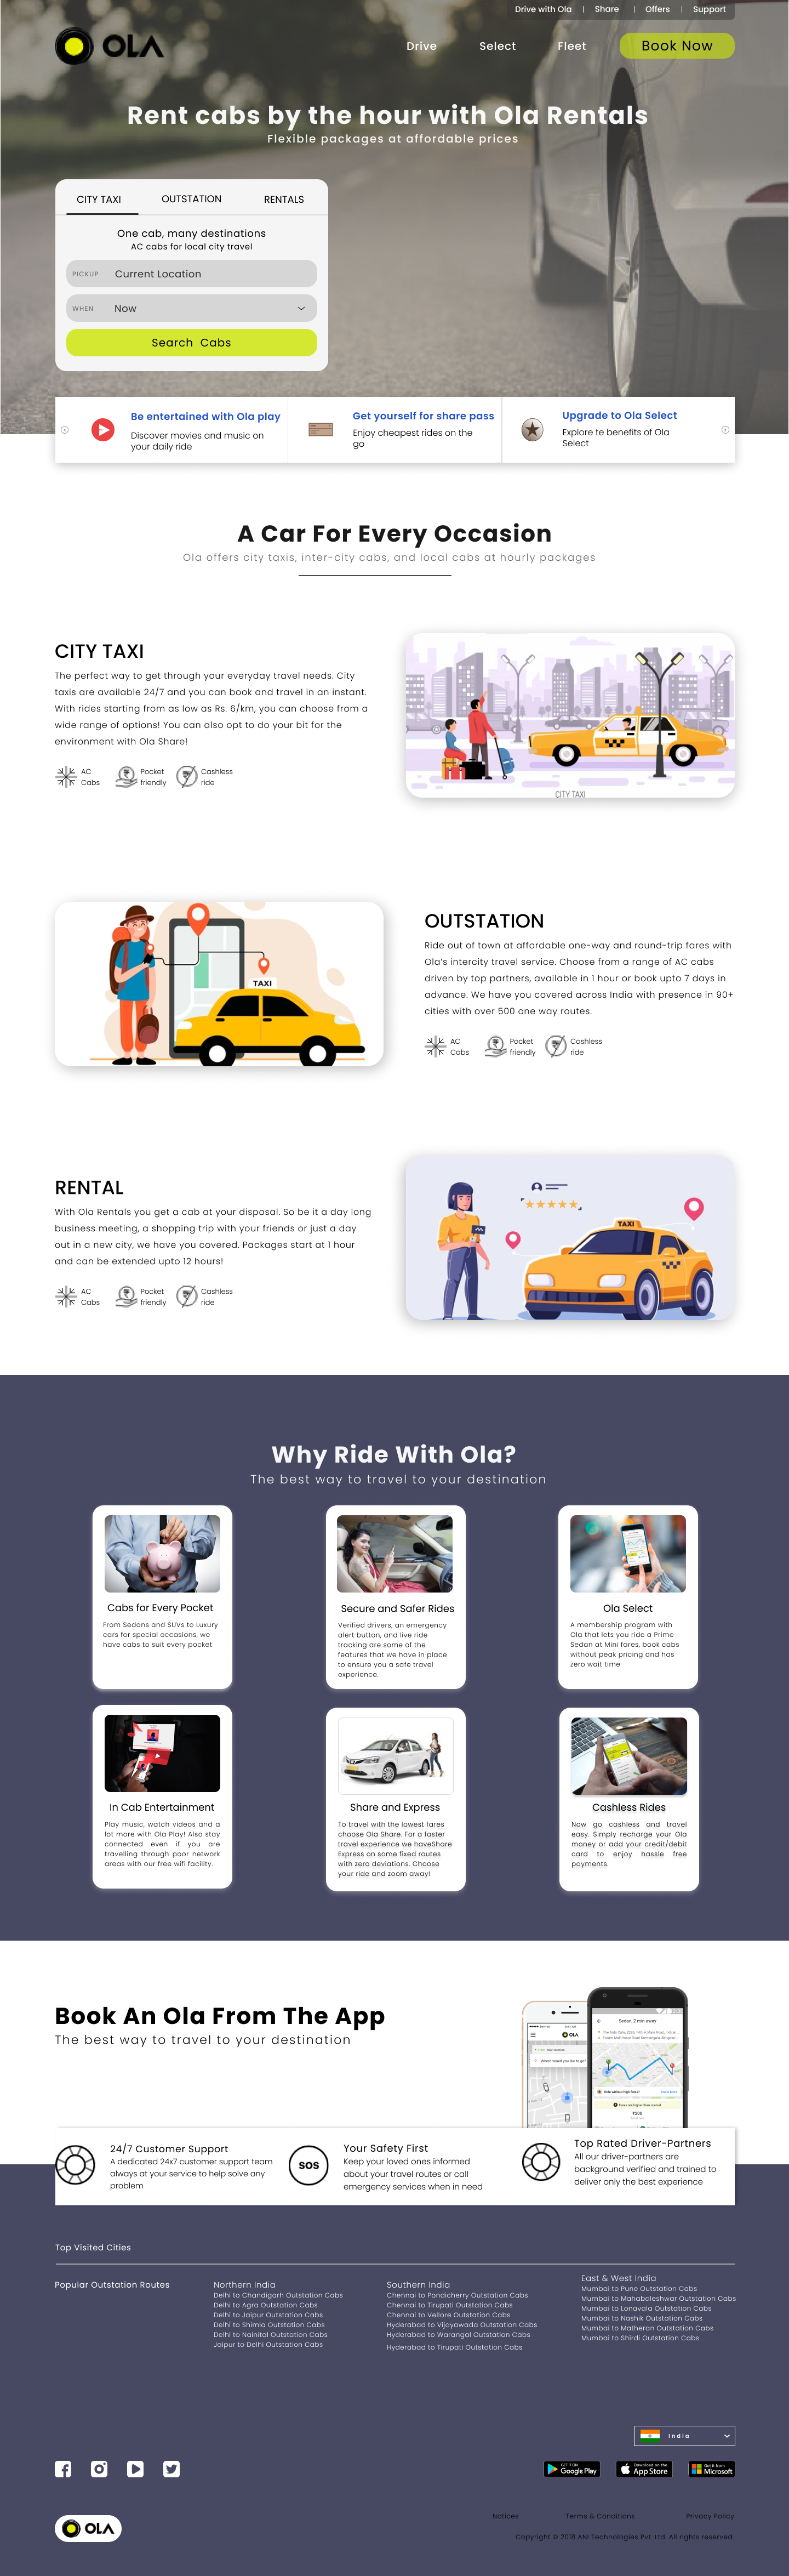 Drive with Ola | Share | Offers | Support
OLA
Drive Select Fleet Book Now
Rent cabs by the hour with Ola Rentals
Flexible packages at affordable prices
CITY TAXI OUTSTATION RENTALS
One cab, many destinations
AC cabs for local city travel
PICKUP Current Location
WHEN Now
Search Cabs
Be entertained with Ola play
Discover movies and music on
your daily ride
Get yourself for share pass
Enjoy cheapest rides on the
go
Upgrade to Ola Select
Explore te benefits of Ola
Select
A Car For Every Occasion
Ola offers city taxis, inter-city cabs, and local cabs at hourly packages
CITY TAXI
The perfect way to get through your everyday travel needs. City
taxis are available 24/7 and you can book and travel in an instant.
With rides starting from as low as Rs. 6/km, you can choose from a
wide range of options! You can also opt to do your bit for the
environment with Ola Share!
AC
Cabs
Pocket
friendly
Cashless
ride
CITY TAXI
TAXI
OUTSTATION
Ride out of town at affordable one-way and round-trip fares with
Ola's intercity travel service. Choose from a range of AC cabs
driven by top partners, available in 1 hour or book upto 7 days in
advance. We have you covered across India with presence in 90+
cities with over 500 one way routes.
AC
Cabs
Pocket
friendly
Cashless
ride
RENTAL
With Ola Rentals you get a cab at your disposal. So be it a day long
business meeting, a shopping trip with your friends or just a day
out in a new city, we have you covered. Packages start at 1 hour
and can be extended upto 12 hours!
AC
Cabs
Pocket
friendly
Cashless
ride
TAXI
Why Ride With Ola?
The best way to travel to your destination
Cabs for Every Pocket
From Sedans and SUVs to Luxury
cars for special occasions, we
have cabs to suit every pocket
Secure and Safer Rides
Verified drivers, an emergency
alert button, and live ride
tracking are some of the
features that we have in place
to ensure you a safe travel
experience.
Ola Select
A membership program with
Ola that lets you ride a Prime
Sedan at Mini fares, book cabs
without peak pricing and has
zero wait time
In Cab Entertainment
Play music, watch videos and a
lot more with Ola Play! Also stay
connected even if you are
travelling through poor network
areas with our free wifi facility.
Share and Express
To travel with the lowest fares
choose Ola Share. For a faster
travel experience we haveShare
Express on some fixed routes
with zero deviations. Choose
your ride and zoom away!
Cashless Rides
Now go cashless and travel
easy. Simply recharge your Ola
money or add your credit/debit
card to enjoy hassle free
payments.
Book An Ola From The App
The best way to travel to your destination
OLA
Where would you like to go?
Sedan, 2 min away
Ride without high fares?
Fares are higher than normal
₹200
24/7 Customer Support
A dedicated 24x7 customer support team
always at your service to help solve any
problem
SOS
Your Safety First
Keep your loved ones informed
about your travel routes or call
emergency services when in need
Top Rated Driver-Partners
All our driver-partners are
background verified and trained to
deliver only the best experience
Top Visited Cities
Popular Outstation Routes
Northern India
Delhi to Chandigarh Outstation Cabs
Delhi to Agra Outstation Cabs
Delhi to Jaipur Outstation Cabs
Delhi to Shimla Outstation Cabs
Delhi to Nainital Outstation Cabs
Jaipur to Delhi Outstation Cabs
Southern India
Chennai to Pondicherry Outstation Cabs
Chennai to Tirupati Outstation Cabs
Chennai to Vellore Outstation Cabs
Hyderabad to Vijayawada Outstation Cabs
Hyderabad to Warangal Outstation Cabs
Hyderabad to Tirupati Outstation Cabs
East & West India
Mumbai to Pune Outstation Cabs
Mumbai to Mahabaleshwar Outstation Cabs
Mumbai to Lonavala Outstation Cabs
Mumbai to Nashik Outstation Cabs
Mumbai to Matheran Outstation Cabs
Mumbai to Shirdi Outstation Cabs
India
GET IT ON
Google Play
Download on the
App Store
Get it from
Microsoft
OLA
Notices Terms & Conditions Privacy Policy
Copyright © 2018 ANI Technologies Pvt. Ltd. All rights reserved.